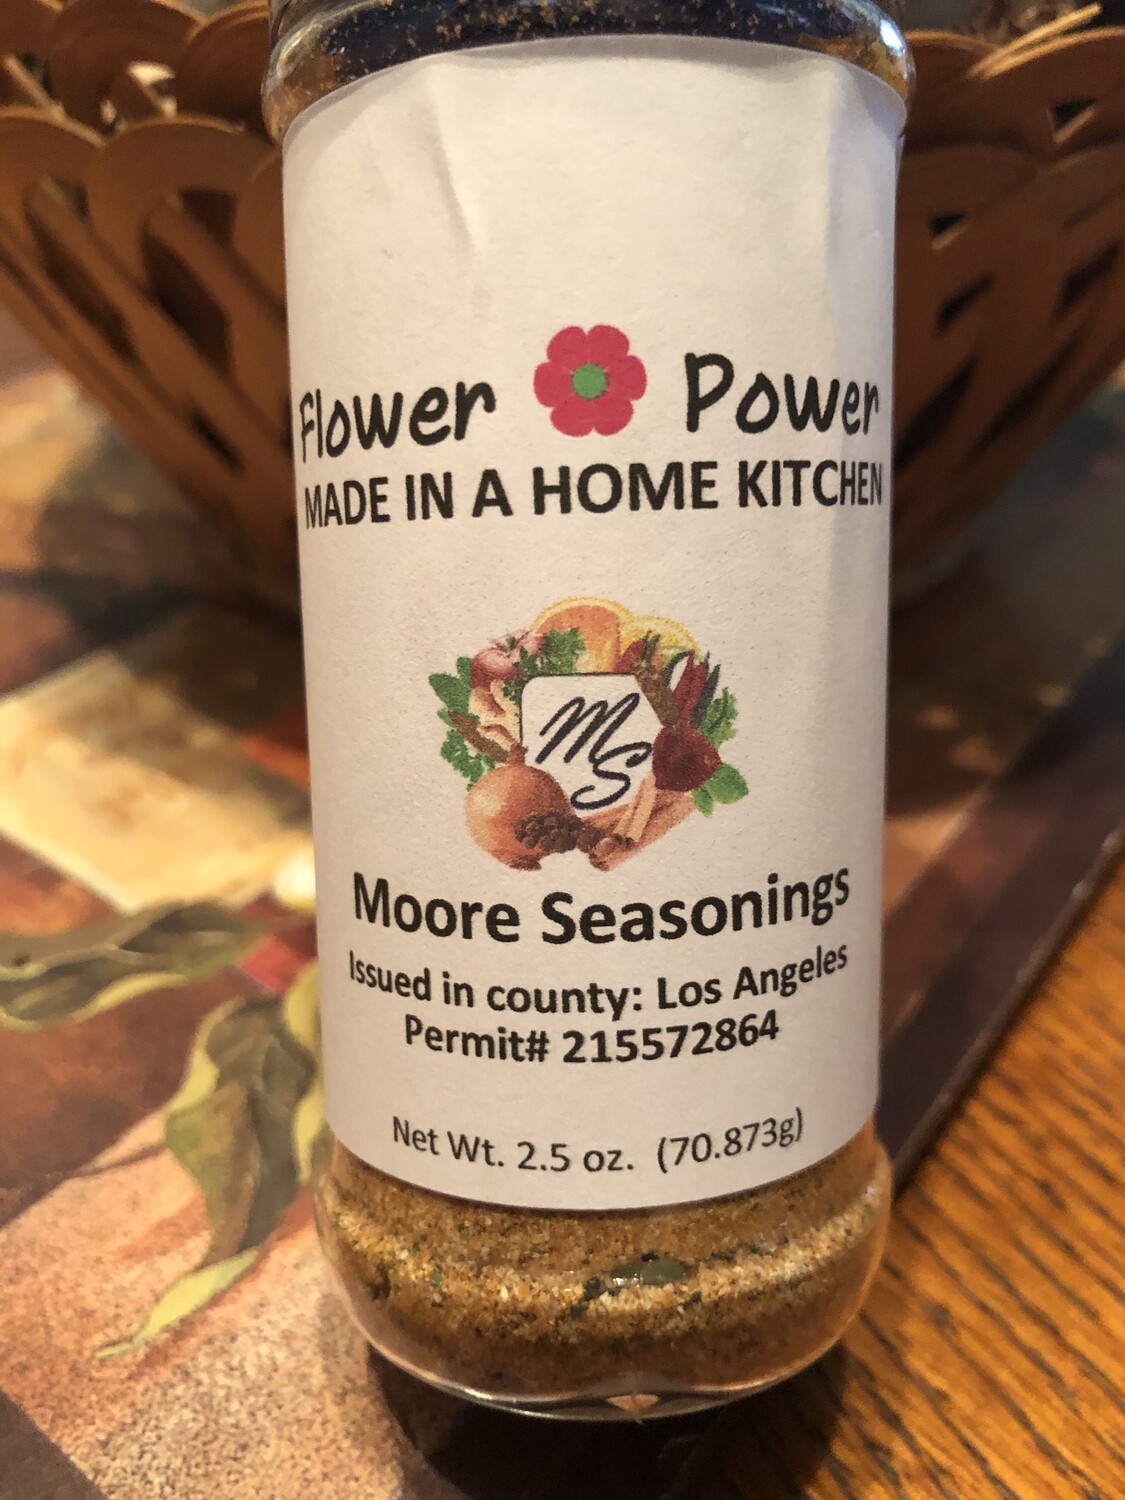 Flower Power
MADE IN A HOME KITCHEN
MS
Moore Seasonings
Issued in county: Los Angeles
Permit# 215572864
Net Wt. 2.5 oz. (70.873g)